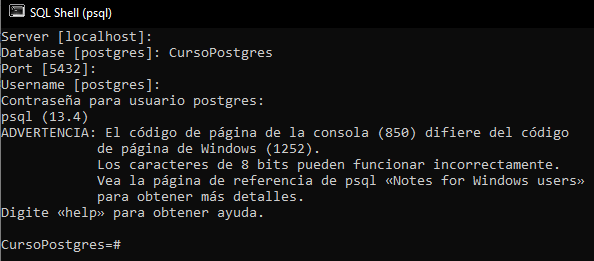 SQL Shell (psql)
Server [localhost]:
Database [postgres]: CursoPostgres
Port [5432]:
Username [postgres]:
Contraseña para usuario postgres:
psql (13.4)
ADVERTENCIA: El código de página de la consola (850) difiere del código
de página de Windows (1252).
Los caracteres de 8 bits pueden funcionar incorrectamente.
Vea la página de referencia de psql «Notes for Windows users»
para obtener más detalles.
Digite «help» para obtener ayuda.
CursoPostgres=#